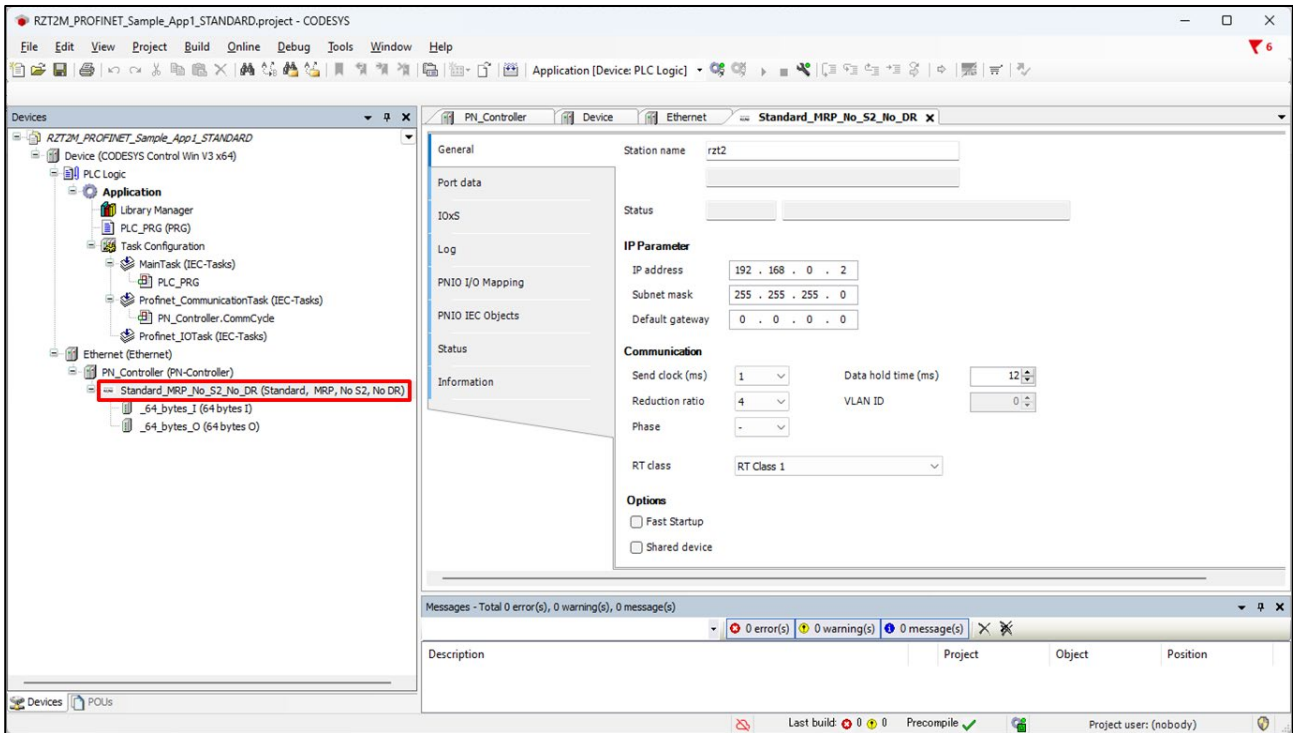 RZT2M_PROFINET_Sample_App1_STANDARD.project - CODESYS
File Edit View Project Build Online Debug Tools Window Help
6
Application [Device: PLC Logic]
Devices
RZT2M_PROFINET_Sample_App1_STANDARD
Device (CODESYS Control Win V3 x64)
PLC Logic
Application
Library Manager
PLC_PRG (PRG)
Task Configuration
MainTask (IEC-Tasks)
PLC_PRG
Profinet_CommunicationTask (IEC-Tasks)
PN_Controller.CommCycle
Profinet_IOTask (IEC-Tasks)
Ethernet (Ethernet)
PN_Controller (PN-Controller)
Standard_MRP_No_S2_No_DR (Standard, MRP, No S2, No DR)
_64_bytes_I (64 bytes I)
_64_bytes_O (64 bytes O)
Devices POUs
PN_Controller Device Ethernet Standard_MRP_No_S2_No_DR
General
Port data
IOxS
Log
PNIO I/O Mapping
PNIO IEC Objects
Status
Information
Station name rzt2
Status
IP Parameter
IP address 192 . 168 . 0 . 2
Subnet mask 255 . 255 . 255 . 0
Default gateway 0 . 0 . 0 . 0
Communication
Send clock (ms) 1 Data hold time (ms) 12
Reduction ratio 4 VLAN ID 0
Phase -
RT class RT Class 1
Options
Fast Startup
Shared device
Messages - Total 0 error(s), 0 warning(s), 0 message(s)
0 error(s) 0 warning(s) 0 message(s)
Description Project Object Position
Last build: 0 0 Precompile Project user: (nobody)